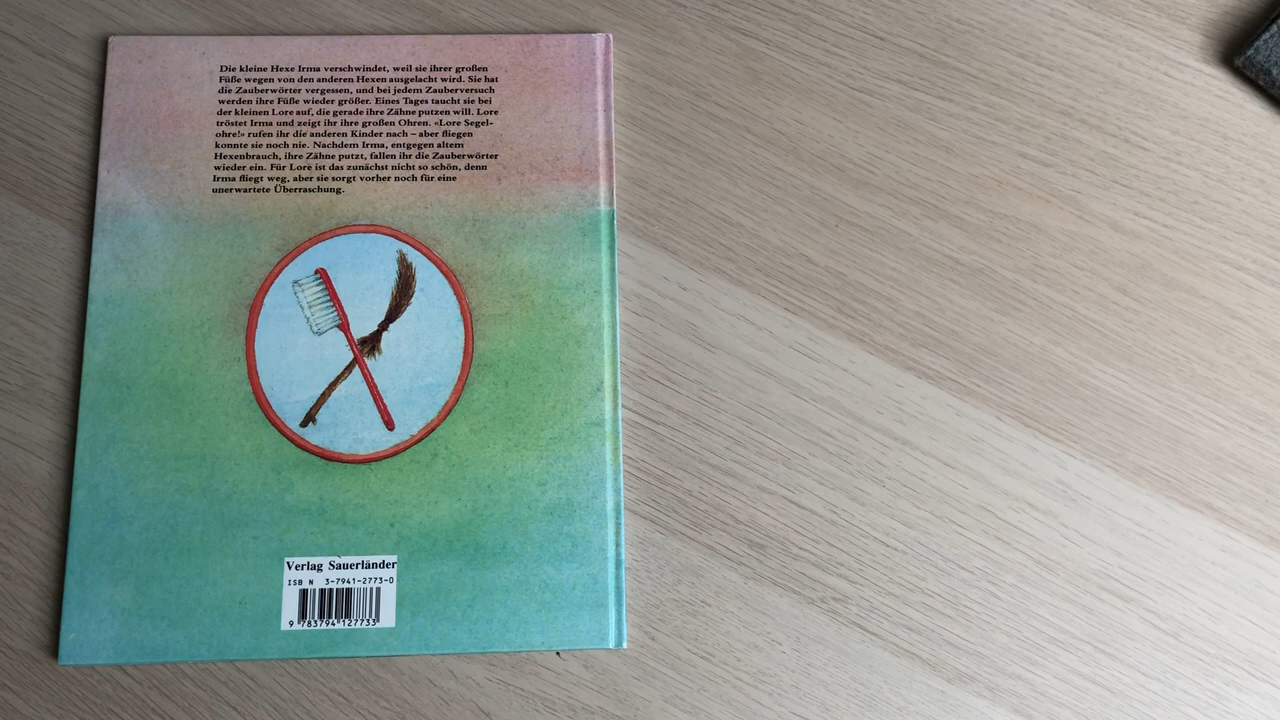 Die kleine Hexe Irma verschwindet, weil sie ihrer großen
Füße wegen von den anderen Hexen ausgelacht wird. Sie hat
die Zauberwörter vergessen, und bei jedem Zauberversuch
werden ihre Füße wieder größer. Eines Tages taucht sie bei
der kleinen Lore auf, die gerade ihre Zähne putzen will. Lore
tröstet Irma und zeigt ihr ihre großen Ohren. «Lore Segel-
ohre!» rufen ihr die anderen Kinder nach – aber fliegen
konnte sie noch nie. Nachdem Irma, entgegen altem
Hexenbrauch, ihre Zähne putzt, fallen ihr die Zauberwörter
wieder ein. Für Lore ist das zunächst nicht so schön, denn
Irma fliegt weg, aber sie sorgt vorher noch für eine
unerwartete Überraschung.
Verlag Sauerländer
ISBN 3-7941-2773-0
9 783794 127733